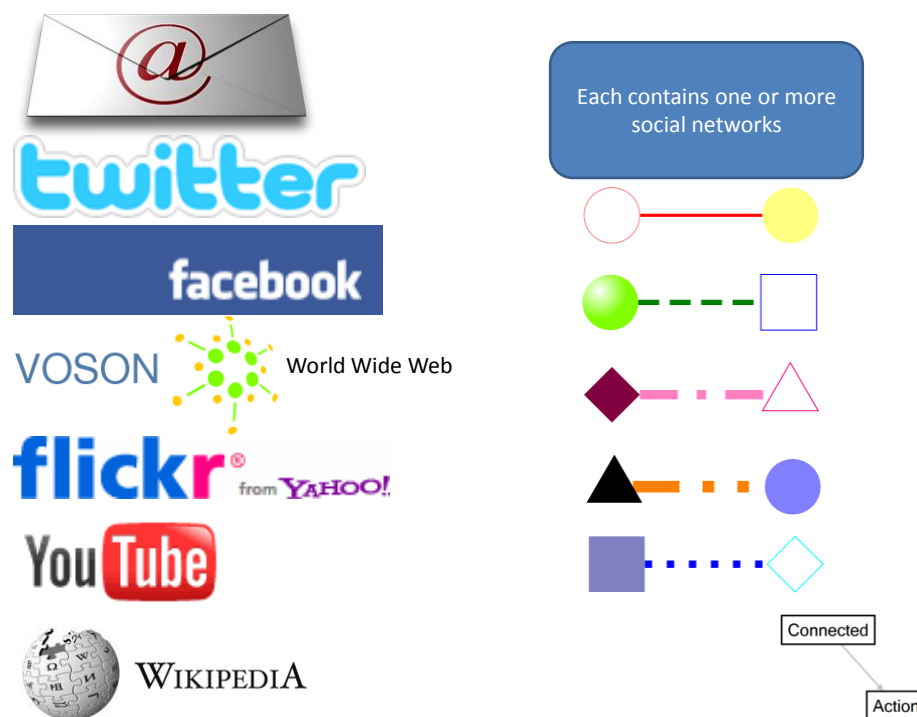 @
twitter
facebook
VOSON
World Wide Web
flickr®
from YAHOO!
YouTube
WIKIPEDIA
Each contains one or more
social networks
Connected
Action